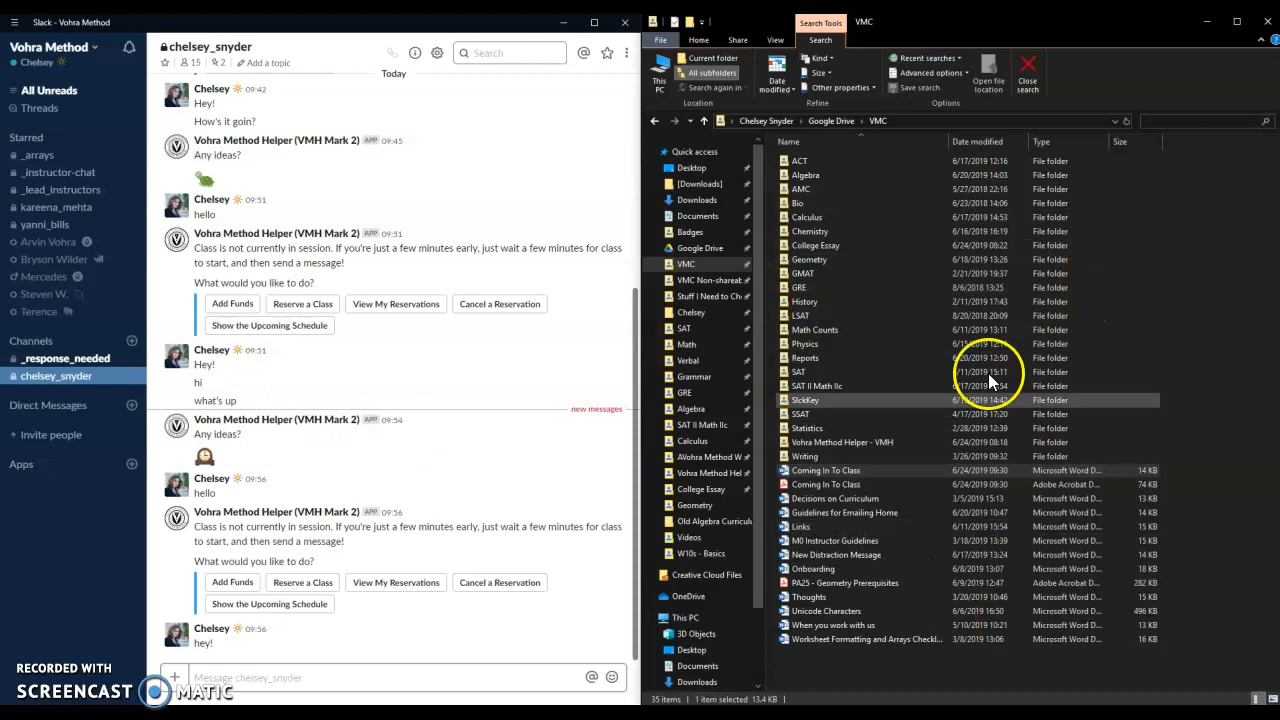 Slack - Vohra Method
Vohra Method
Chelsey
All Unreads
Threads
Starred
_arrays
_instructor-chat
_lead_instructors
kareena_mehta
yanni_bills
Arvin Vohra
Bryson Wilder
Mercedes
Steven W.
Terence
Channels
_response_needed
chelsey_snyder
Direct Messages
Invite people
Apps
RECORDED WITH
SCREENCAST MATIC
chelsey_snyder
15
2
Add a topic
Search
Today
Chelsey 09:42
Hey!
How's it goin?
Vohra Method Helper (VMH Mark 2) APP 09:45
Any ideas?
Chelsey 09:51
hello
Vohra Method Helper (VMH Mark 2) APP 09:51
Class is not currently in session. If you're just a few minutes early, just wait a few minutes for class
to start, and then send a message!
What would you like to do?
Add Funds Reserve a Class View My Reservations Cancel a Reservation
Show the Upcoming Schedule
Chelsey 09:51
Hey!
hi
what's up
new messages
Vohra Method Helper (VMH Mark 2) APP 09:54
Any ideas?
Chelsey 09:56
hello
Vohra Method Helper (VMH Mark 2) APP 09:56
Class is not currently in session. If you're just a few minutes early, just wait a few minutes for class
to start, and then send a message!
What would you like to do?
Add Funds Reserve a Class View My Reservations Cancel a Reservation
Show the Upcoming Schedule
Chelsey 09:56
hey!
Message chelsey_snyder
Search Tools VMC
File Home Share View Search
This PC
Current folder
All subfolders
Search again in
Location
Date modified
Kind
Size
Other properties
Refine
Recent searches
Advanced options
Save search
Open file location
Options
Close search
Chelsey Snyder Google Drive VMC
Quick access
Desktop
[Downloads]
Downloads
Documents
Badges
Google Drive
VMC
VMC Non-shareab
Stuff I Need to Ch
Chelsey
SAT
Math
Verbal
Grammar
GRE
Algebra
SAT II Math IIc
Calculus
AVohra Method W
Vohra Method Hel
College Essay
Geometry
Old Algebra Curricul
Videos
W10s - Basics
Creative Cloud Files
OneDrive
This PC
3D Objects
Desktop
Documents
Downloads
Name Date modified Type Size
ACT 6/17/2019 12:16 File folder
Algebra 6/20/2019 14:03 File folder
AMC 5/27/2018 22:16 File folder
Bio 6/23/2018 14:06 File folder
Calculus 6/17/2019 14:53 File folder
Chemistry 6/16/2019 16:19 File folder
College Essay 6/24/2019 08:22 File folder
Geometry 6/18/2019 13:26 File folder
GMAT 2/21/2019 19:37 File folder
GRE 8/6/2018 13:25 File folder
History 2/11/2019 17:43 File folder
LSAT 8/20/2018 20:09 File folder
Math Counts 6/11/2019 13:11 File folder
Physics File folder
Reports 6/20/2019 12:50 File folder
SAT File folder
SAT II Math IIc File folder
SlckKey File folder
SSAT 4/17/2019 17:20 File folder
Statistics 2/28/2019 12:39 File folder
Vohra Method Helper - VMH 6/24/2019 08:18 File folder
Writing 3/26/2019 09:32 File folder
Coming In To Class 6/24/2019 09:30 Microsoft Word D... 14 KB
Coming In To Class 6/24/2019 09:30 Adobe Acrobat D... 74 KB
Decisions on Curriculum 3/5/2019 15:13 Microsoft Word D... 13 KB
Guidelines for Emailing Home 6/20/2019 10:47 Microsoft Word D... 14 KB
Links 6/11/2019 15:54 Microsoft Word D... 15 KB
M0 Instructor Guidelines 3/18/2019 13:39 Microsoft Word D... 15 KB
New Distraction Message 6/17/2019 13:24 Microsoft Word D... 14 KB
Onboarding 6/8/2019 13:07 Microsoft Word D... 18 KB
PA25 - Geometry Prerequisites 6/9/2019 12:47 Adobe Acrobat D... 282 KB
Thoughts 3/20/2019 10:46 Microsoft Word D... 15 KB
Unicode Characters 6/6/2019 16:50 Microsoft Word D... 496 KB
When you work with us 5/10/2019 10:21 Microsoft Word D... 13 KB
Worksheet Formatting and Arrays Checkl... 3/8/2019 13:06 Microsoft Word D... 16 KB
35 items 1 item selected 13.4 KB